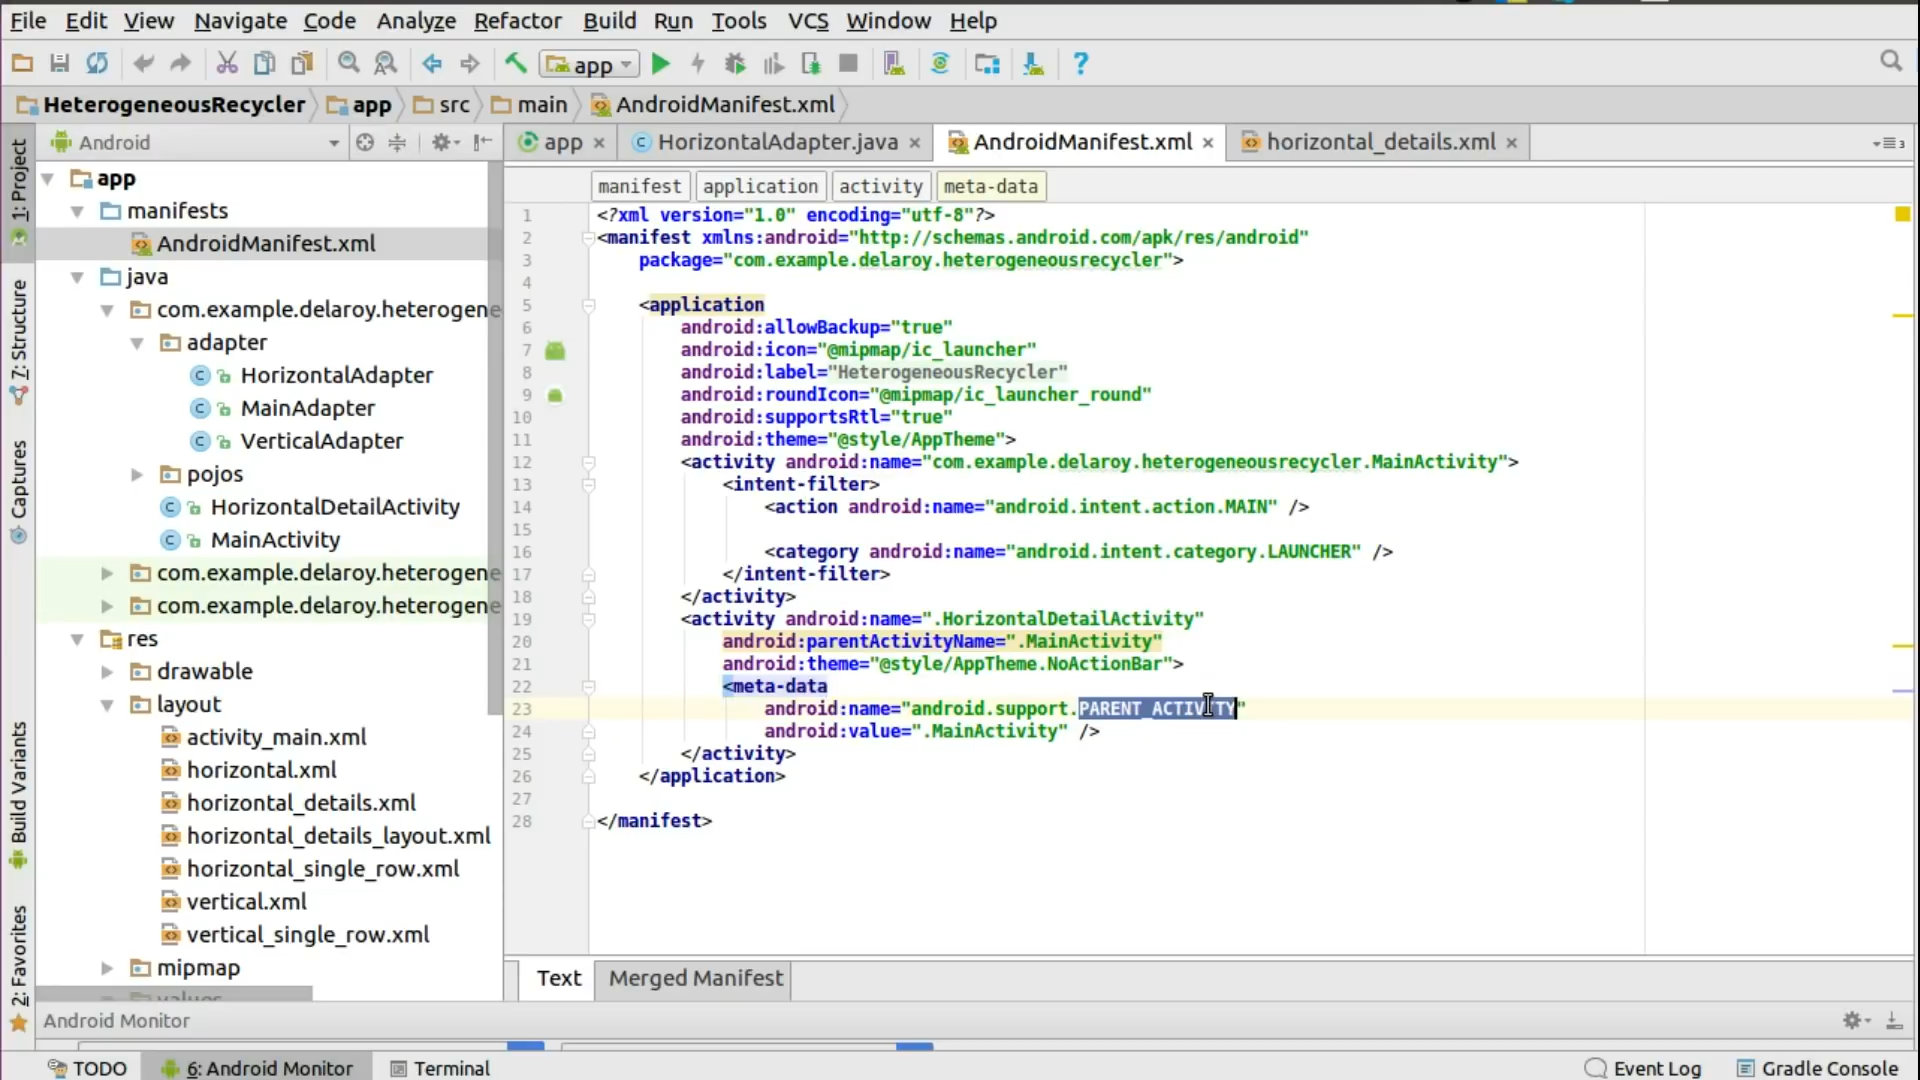 File Edit View Navigate Code Analyze Refactor Build Run Tools VCS Window Help
app
HeterogeneousRecycler app src main AndroidManifest.xml
Android
app HorizontalAdapter.java AndroidManifest.xml horizontal_details.xml
3
1: Project
7: Structure
Captures
Build Variants
2: Favorites
app
manifests
AndroidManifest.xml
java
com.example.delaroy.heterogene
adapter
HorizontalAdapter
MainAdapter
VerticalAdapter
pojos
HorizontalDetailActivity
MainActivity
com.example.delaroy.heterogene
com.example.delaroy.heterogene
res
drawable
layout
activity_main.xml
horizontal.xml
horizontal_details.xml
horizontal_details_layout.xml
horizontal_single_row.xml
vertical.xml
vertical_single_row.xml
mipmap
values
manifest application activity meta-data
1 <?xml version="1.0" encoding="utf-8"?>
2 <manifest xmlns:android="http://schemas.android.com/apk/res/android"
3 package="com.example.delaroy.heterogeneousrecycler">
4
5 <application
6 android:allowBackup="true"
7 android:icon="@mipmap/ic_launcher"
8 android:label="HeterogeneousRecycler"
9 android:roundIcon="@mipmap/ic_launcher_round"
10 android:supportsRtl="true"
11 android:theme="@style/AppTheme">
12 <activity android:name="com.example.delaroy.heterogeneousrecycler.MainActivity">
13 <intent-filter>
14 <action android:name="android.intent.action.MAIN" />
15
16 <category android:name="android.intent.category.LAUNCHER" />
17 </intent-filter>
18 </activity>
19 <activity android:name=".HorizontalDetailActivity"
20 android:parentActivityName=".MainActivity"
21 android:theme="@style/AppTheme.NoActionBar">
22 <meta-data
23 android:name="android.support.PARENT_ACTIVITY"
24 android:value=".MainActivity" />
25 </activity>
26 </application>
27
28 </manifest>
Text Merged Manifest
Android Monitor
TODO 6: Android Monitor Terminal Event Log Gradle Console